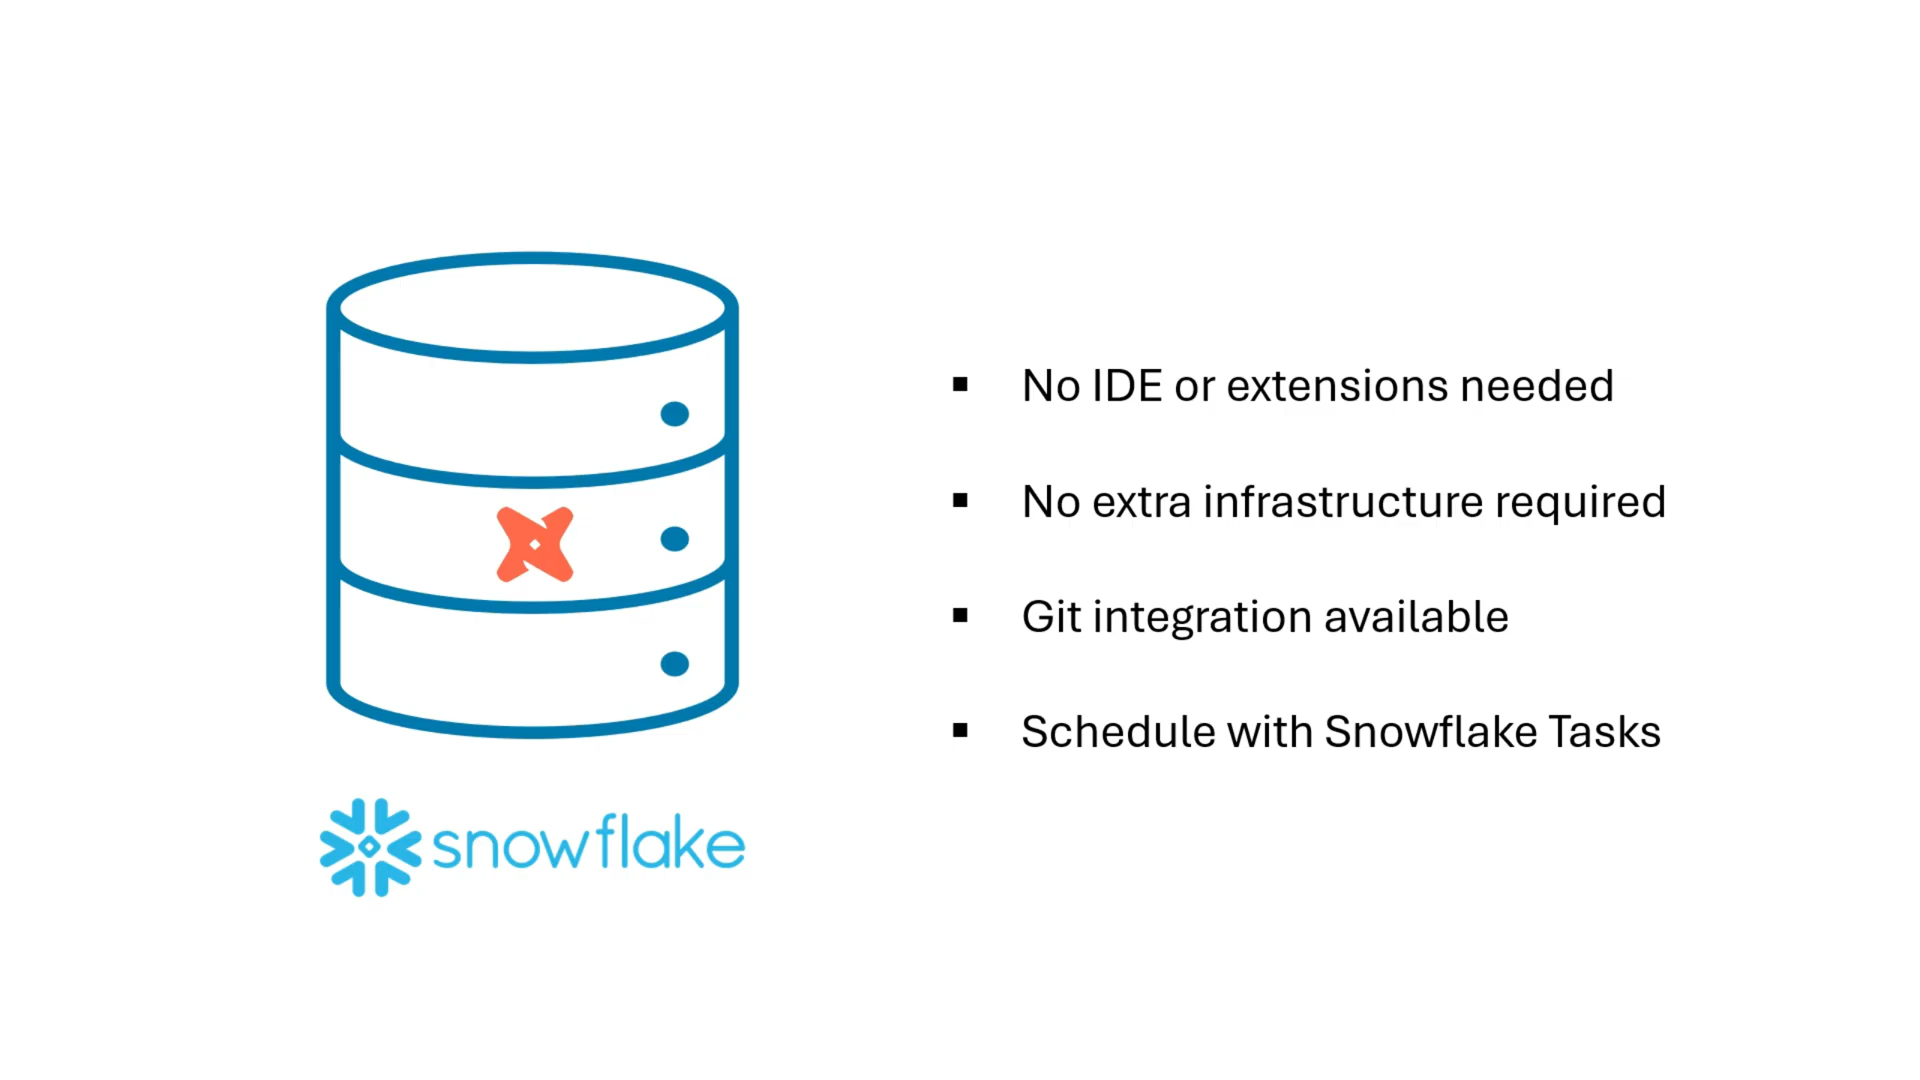 No IDE or extensions needed
No extra infrastructure required
Git integration available
Schedule with Snowflake Tasks
snowflake